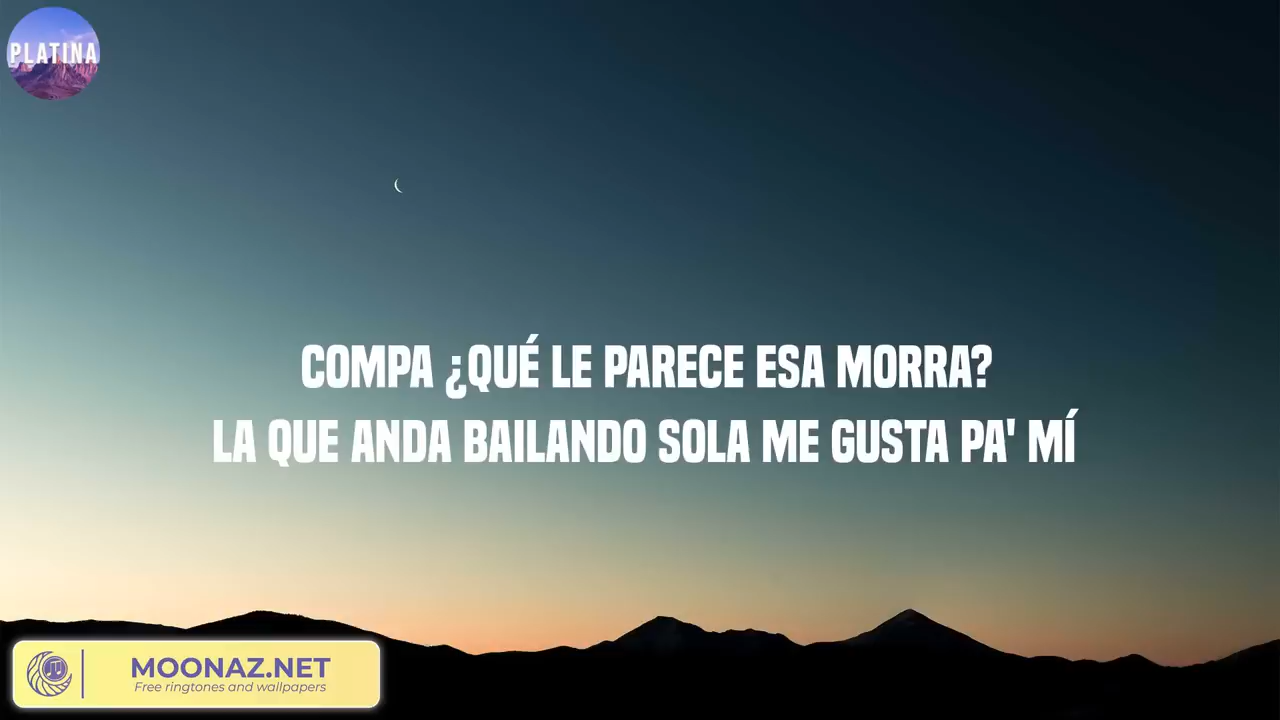 PLATINA
COMPA ¿QUÉ LE PARECE ESA MORRA?
LA QUE ANDA BAILANDO SOLA ME GUSTA PA' MÍ
MOONAZ.NET
Free ringtones and wallpapers